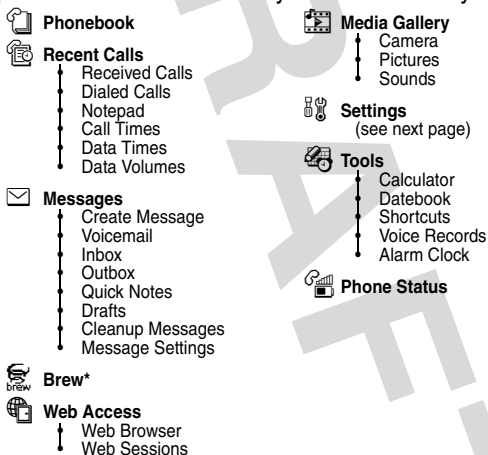 Phonebook
Recent Calls
Received Calls
Dialed Calls
Notepad
Call Times
Data Times
Data Volumes
Messages
Create Message
Voicemail
Inbox
Outbox
Quick Notes
Drafts
Cleanup Messages
Message Settings
brew
Brew*
Web Access
Web Browser
Web Sessions
Media Gallery
Camera
Pictures
Sounds
Settings
(see next page)
Tools
Calculator
Datebook
Shortcuts
Voice Records
Alarm Clock
Phone Status